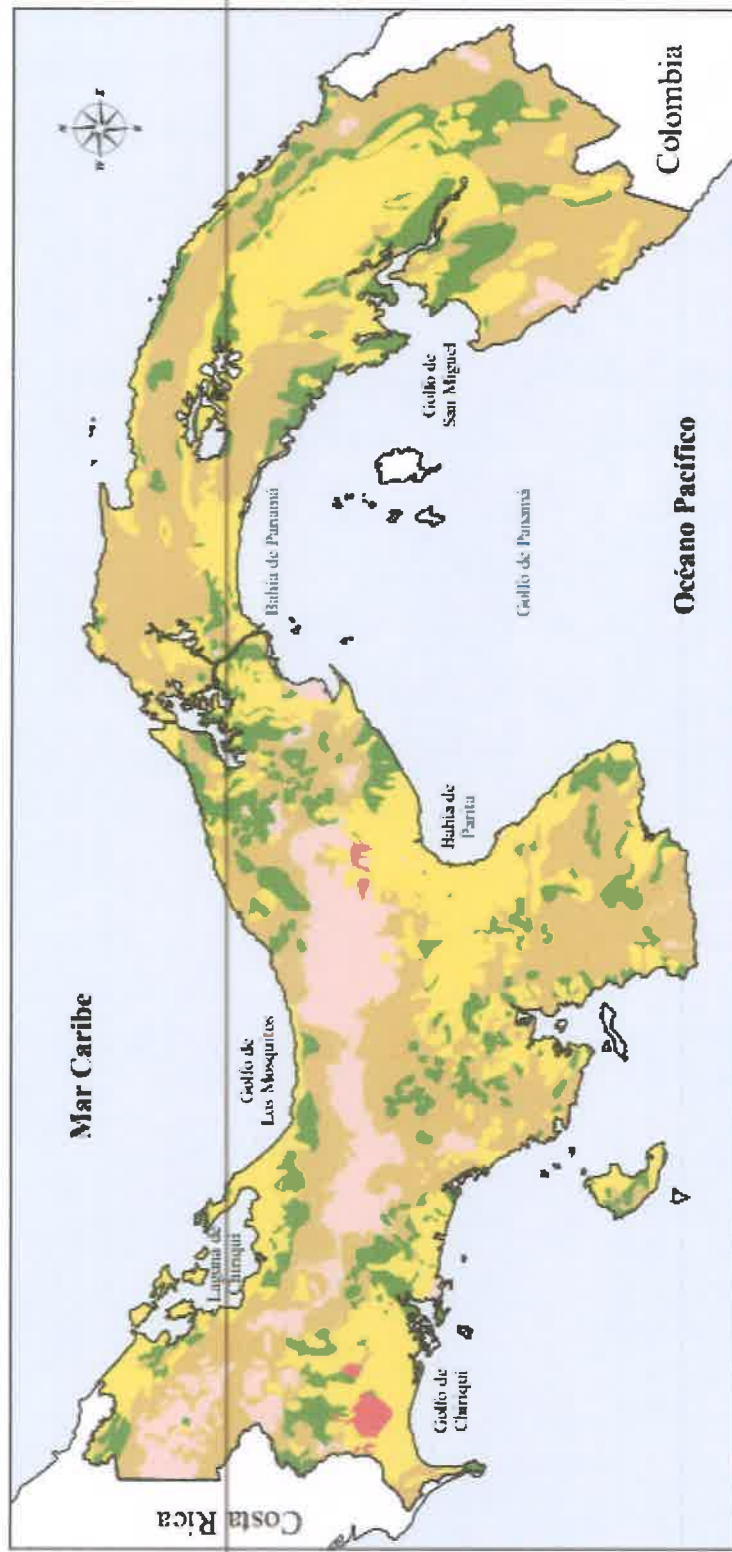 Mar Caribe
N
W
E
S
Laguna de
Chiriquí
Golfo de
Los Mosquitos
Costa Rica
Golfo de
Chiriquí
Bahía de
Parita
Bahía de Panamá
Golfo de
San Miguel
Golfo de Panamá
Océano Pacífico
Colombia